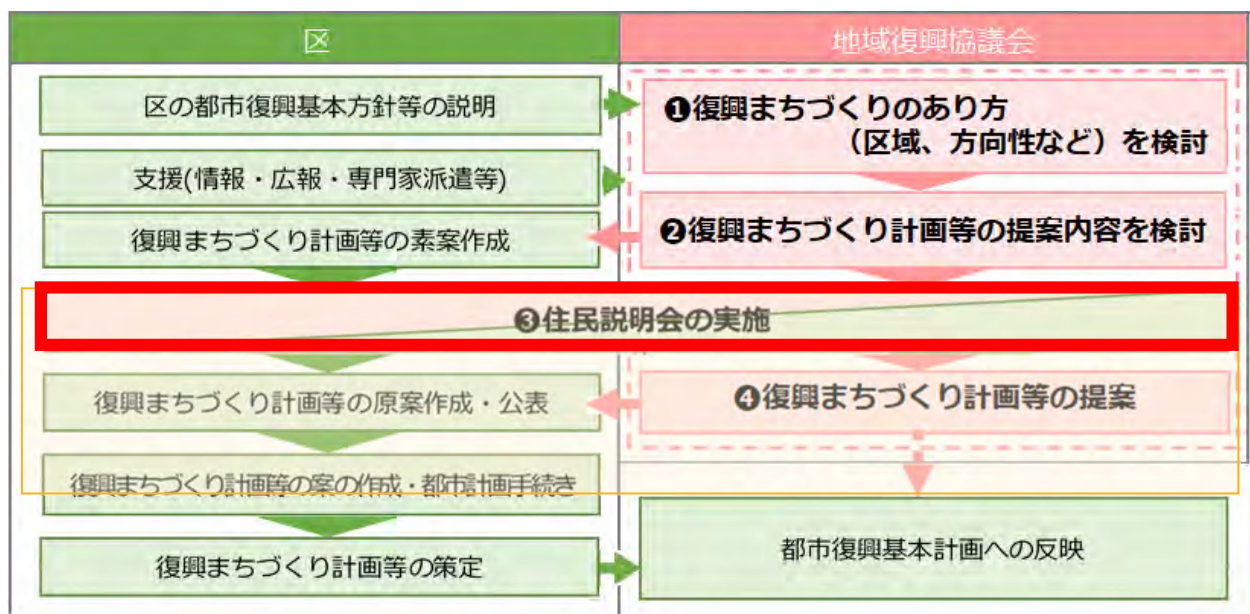 区
地域復興協議会
区の都市復興基本方針等の説明
❶復興まちづくりのあり方
（区域、方向性など）を検討
支援(情報・広報・専門家派遣等)
復興まちづくり計画等の素案作成
❷復興まちづくり計画等の提案内容を検討
❸住民説明会の実施
復興まちづくり計画等の原案作成・公表
❹復興まちづくり計画等の提案
復興まちづくり計画等の案の作成・都市計画手続き
復興まちづくり計画等の策定
都市復興基本計画への反映